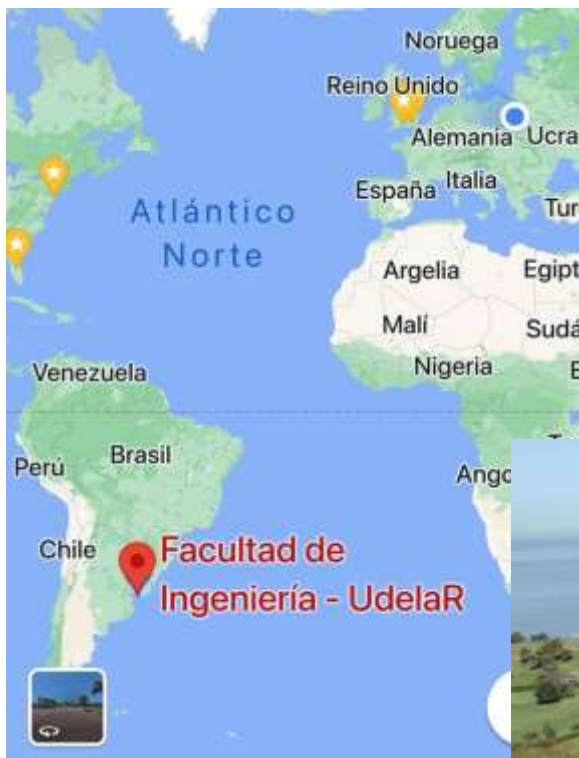 Noruega
Reino Unido
Alemania Ucra
España Italia
Tur
Atlántico
Norte
Argelia Egipt
Malí Sudá
Nigeria
Venezuela
Perú Brasil
Ango
Chile
Facultad de
Ingeniería - UdelaR